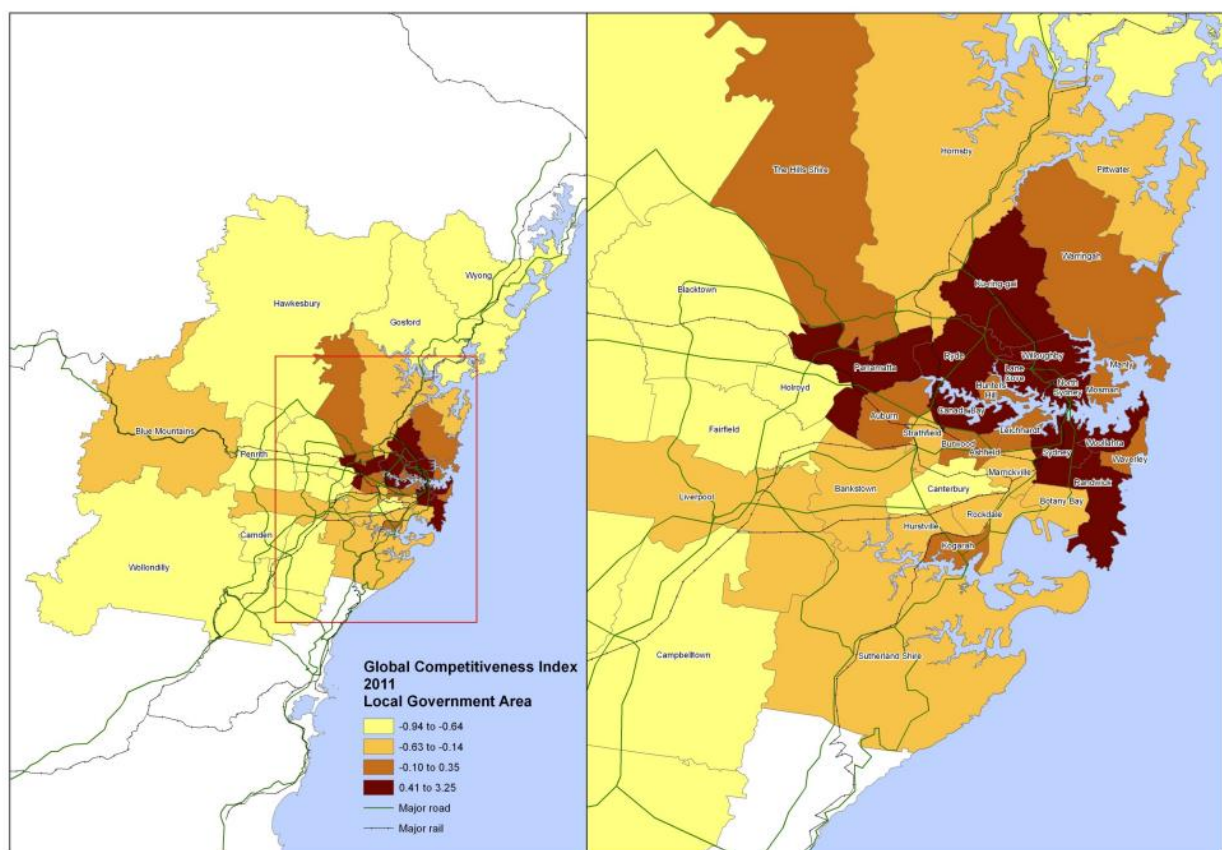 Wyong
Hawkesbury
Gosford
Blue Mountains
Penrith
Camden
Wollondilly
Global Competitiveness Index
2011
Local Government Area
-0.94 to -0.64
-0.63 to -0.14
-0.10 to 0.35
0.41 to 3.25
Major road
Major rail
Hornsby
The Hills Shire
Pittwater
Warringah
Ku-ring-gai
Blacktown
Ryde
Willoughby
Parramatta
Lane
Cove
Manly
Holroyd
Hunters
Hill
North
Sydney
Mosman
Auburn
Canada Bay
Fairfield
Strathfield
Leichhardt
Woollahra
Burwood
Ashfield
Sydney
Waverley
Marrickville
Liverpool
Bankstown
Canterbury
Randwick
Botany Bay
Rockdale
Hurstville
Kogarah
Campbelltown
Sutherland Shire